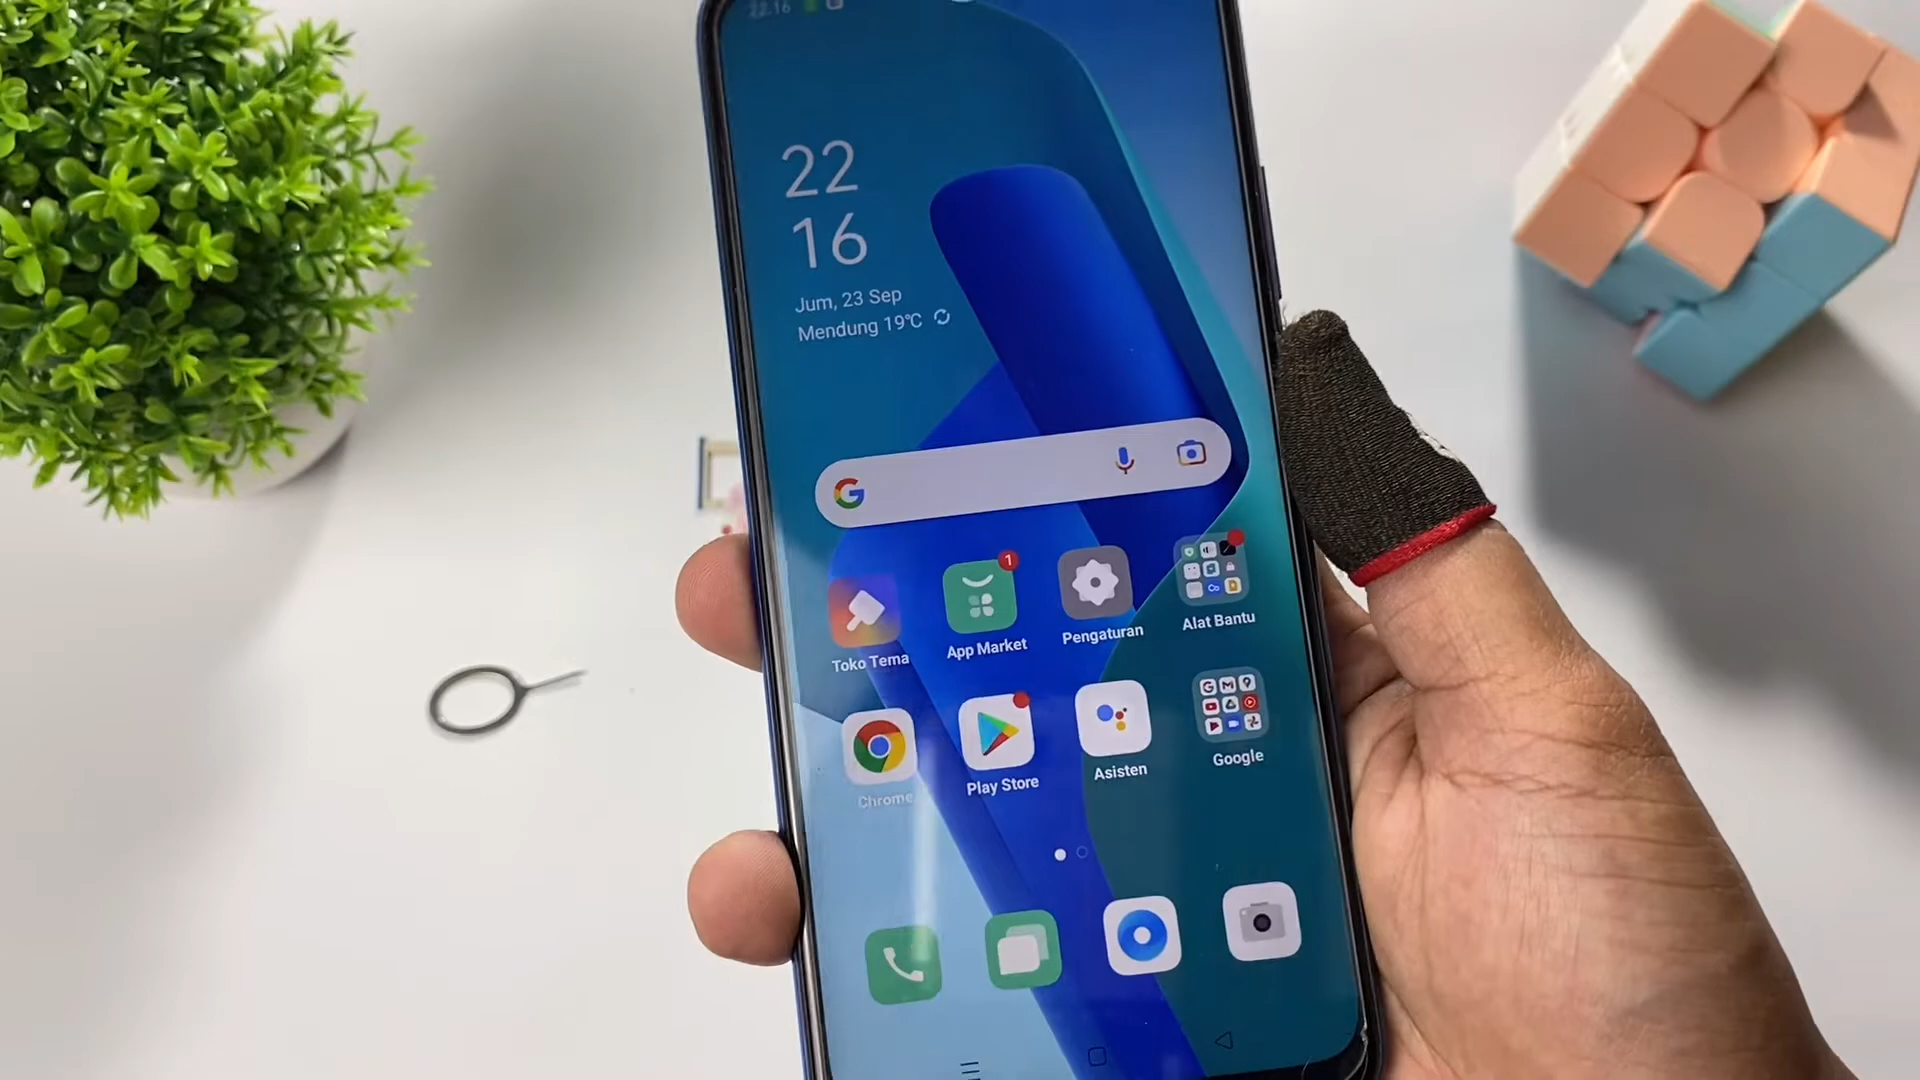 22.16
22
16
Jum, 23 Sep
Mendung 19°C
G
1
Toko Tema
App Market
Pengaturan
Alat Bantu
Chrome
Play Store
Asisten
Google